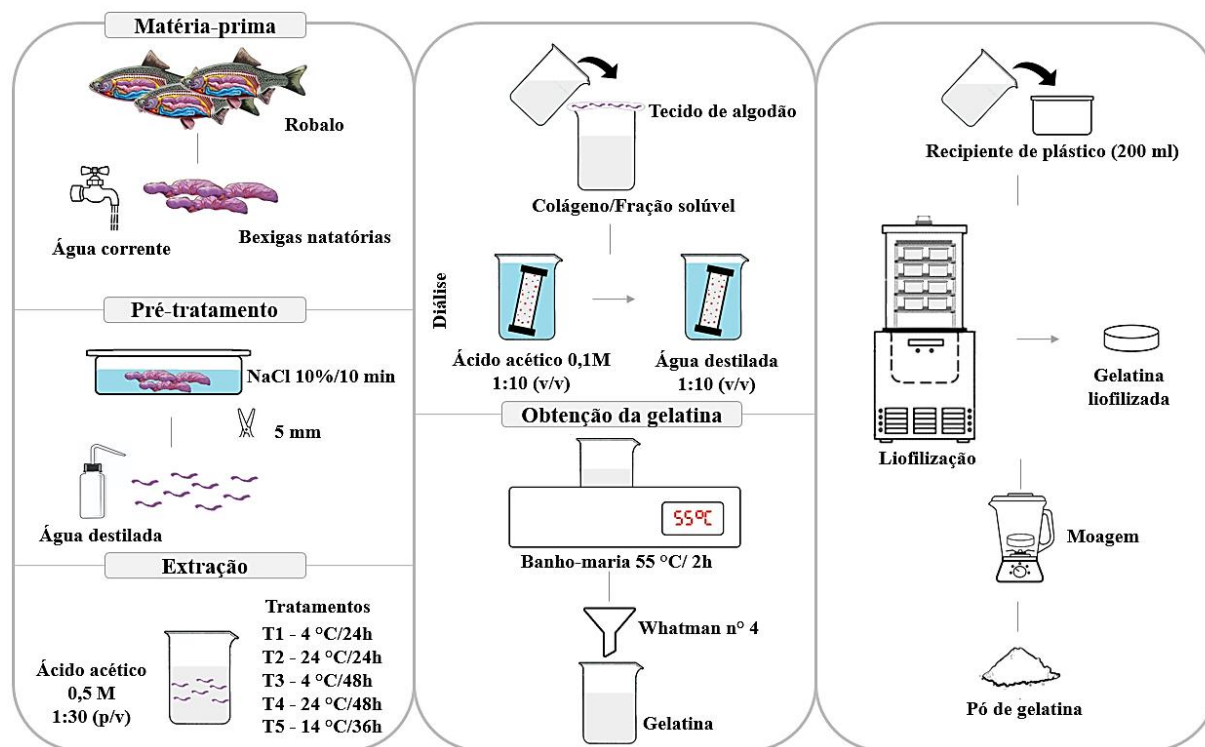 Matéria-prima
Robalo
Água corrente
Bexigas natatórias
Pré-tratamento
NaCl 10%/10 min
5 mm
Água destilada
Extração
Tratamentos
T1 - 4 °C/24h
T2 - 24 °C/24h
T3 - 4 °C/48h
T4 - 24 °C/48h
T5 - 14 °C/36h
Ácido acético
0,5 M
1:30 (p/v)
Tecido de algodão
Colágeno/Fração solúvel
Diálise
Ácido acético 0,1M
1:10 (v/v)
Água destilada
1:10 (v/v)
Obtenção da gelatina
55ºC
Banho-maria 55 °C/ 2h
Whatman n° 4
Gelatina
Recipiente de plástico (200 ml)
Liofilização
Gelatina
liofilizada
Moagem
Pó de gelatina